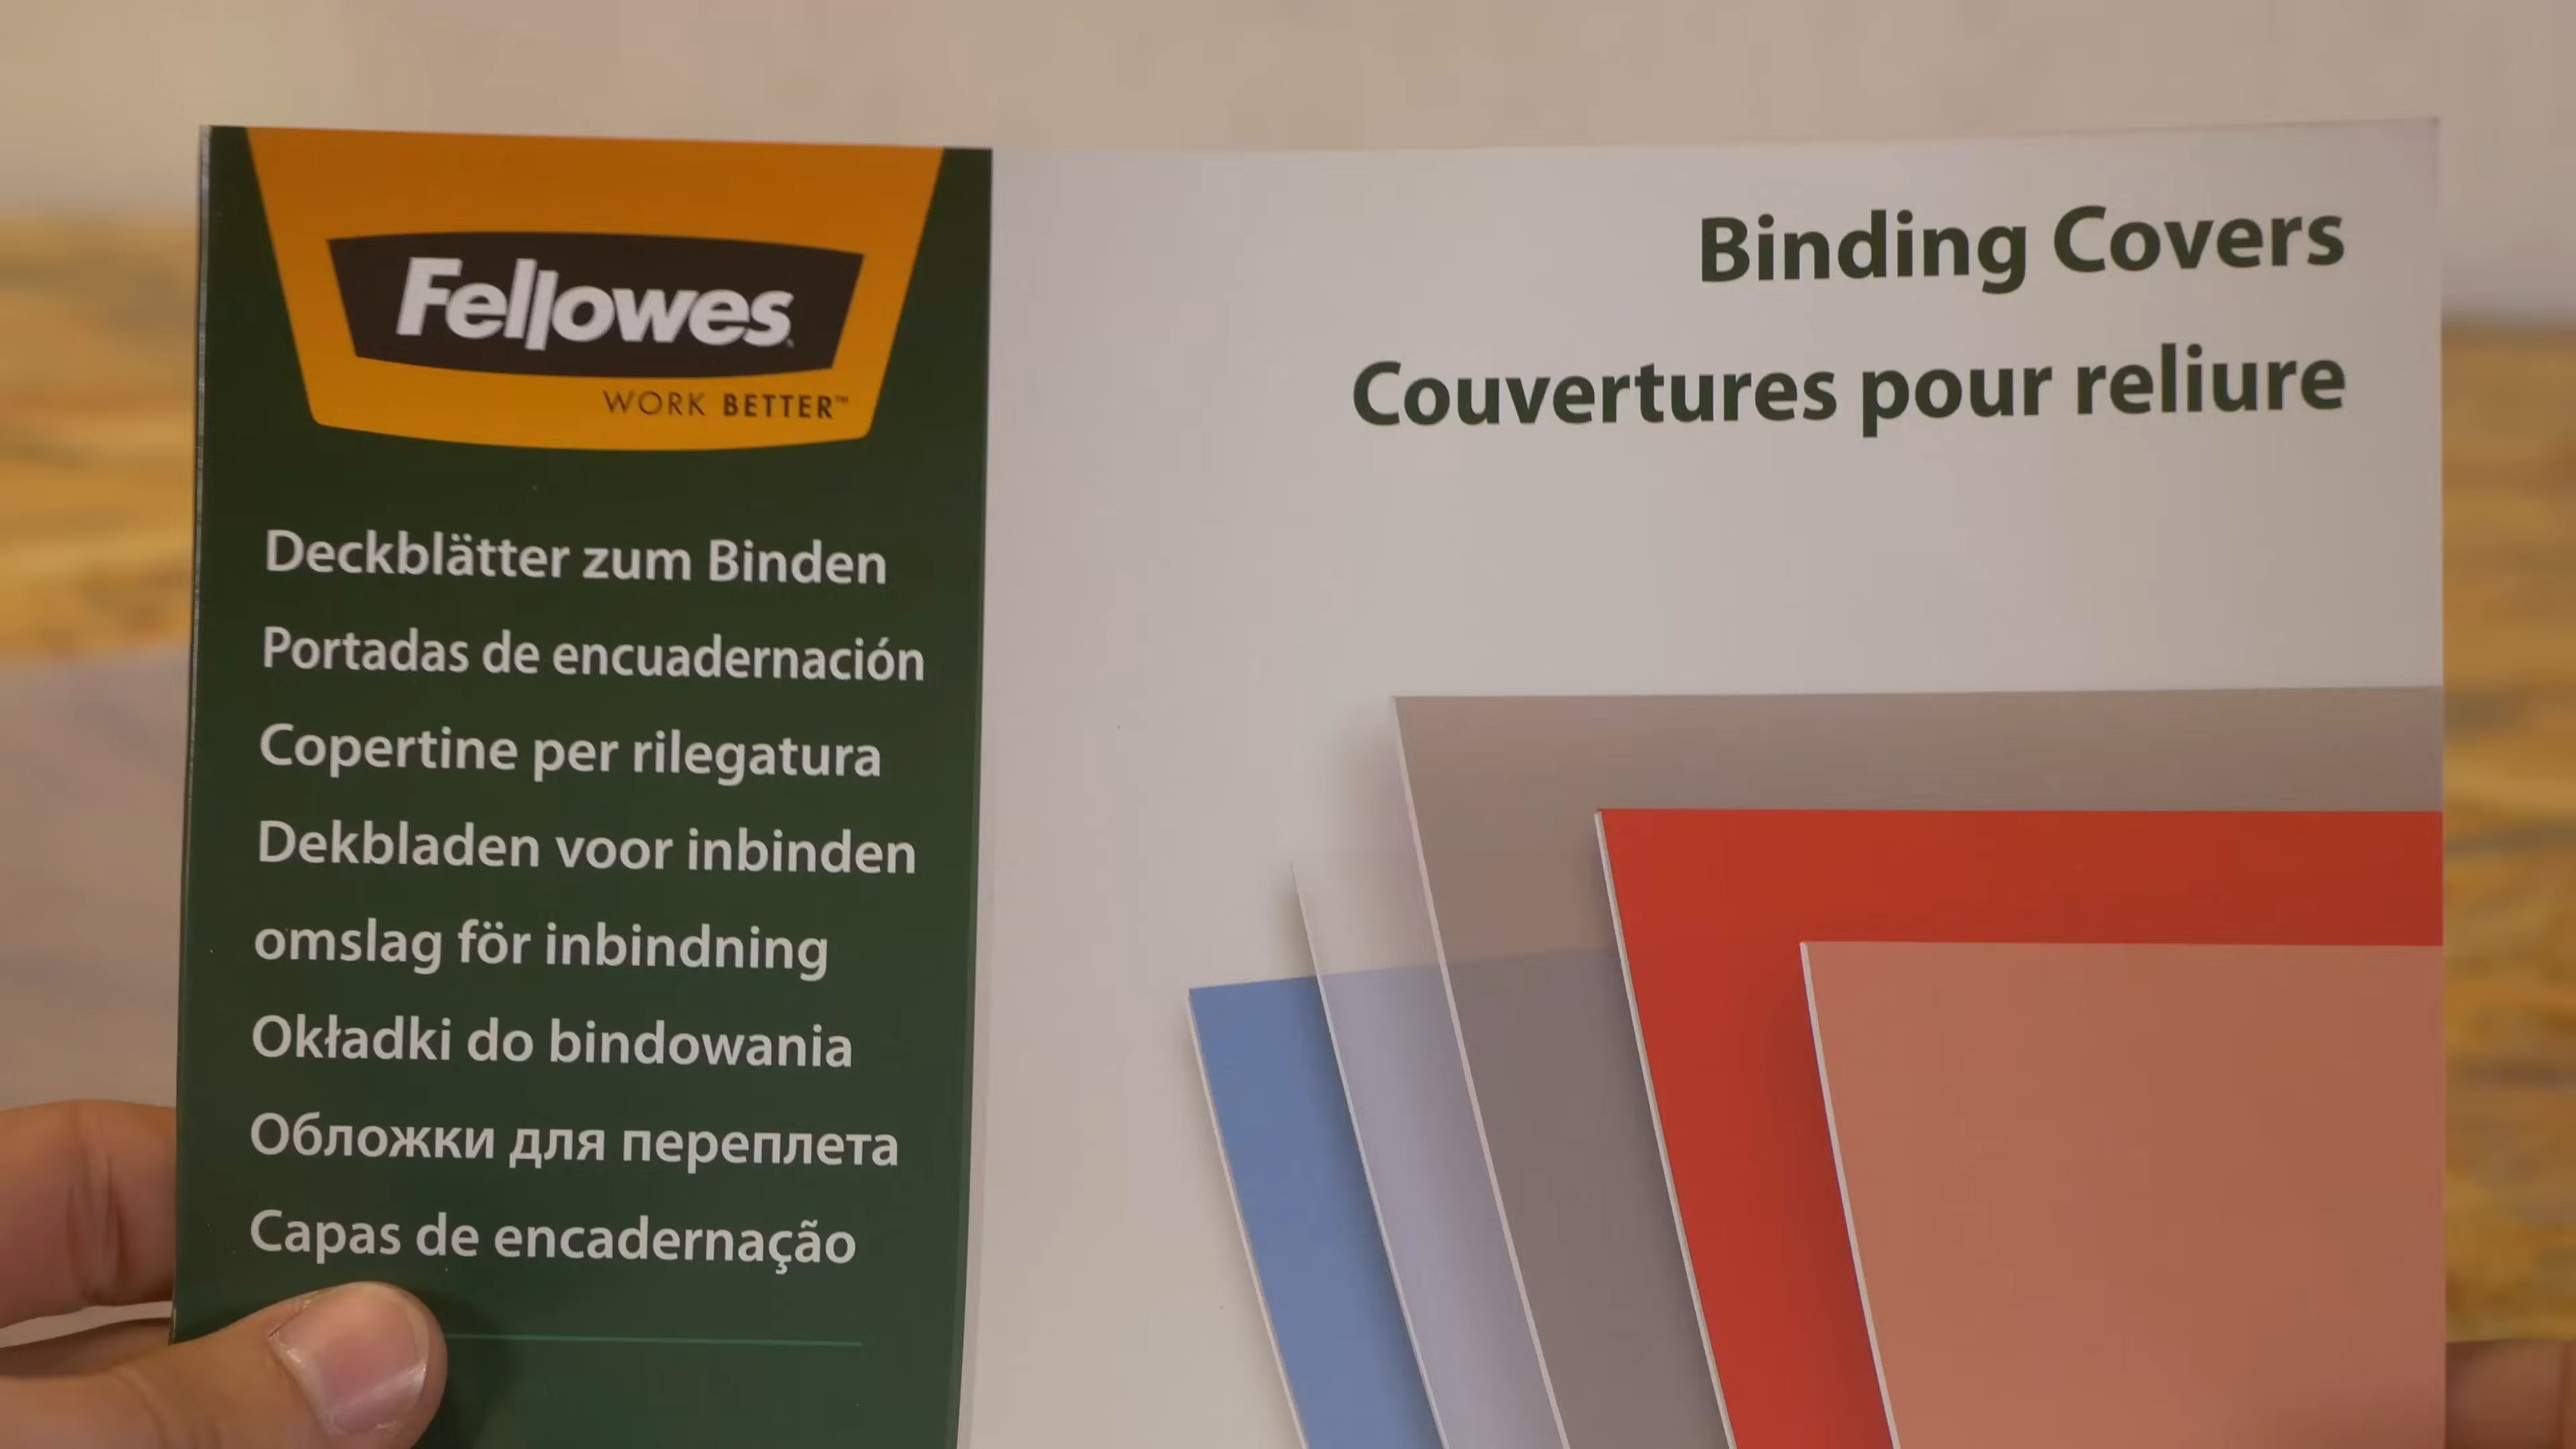 Fellowes
WORK BETTER™
Deckblätter zum Binden
Portadas de encuadernación
Copertine per rilegatura
Dekbladen voor inbinden
omslag för inbindning
Okładki do bindowania
Обложки для переплета
Capas de encadernação
Binding Covers
Couvertures pour reliure